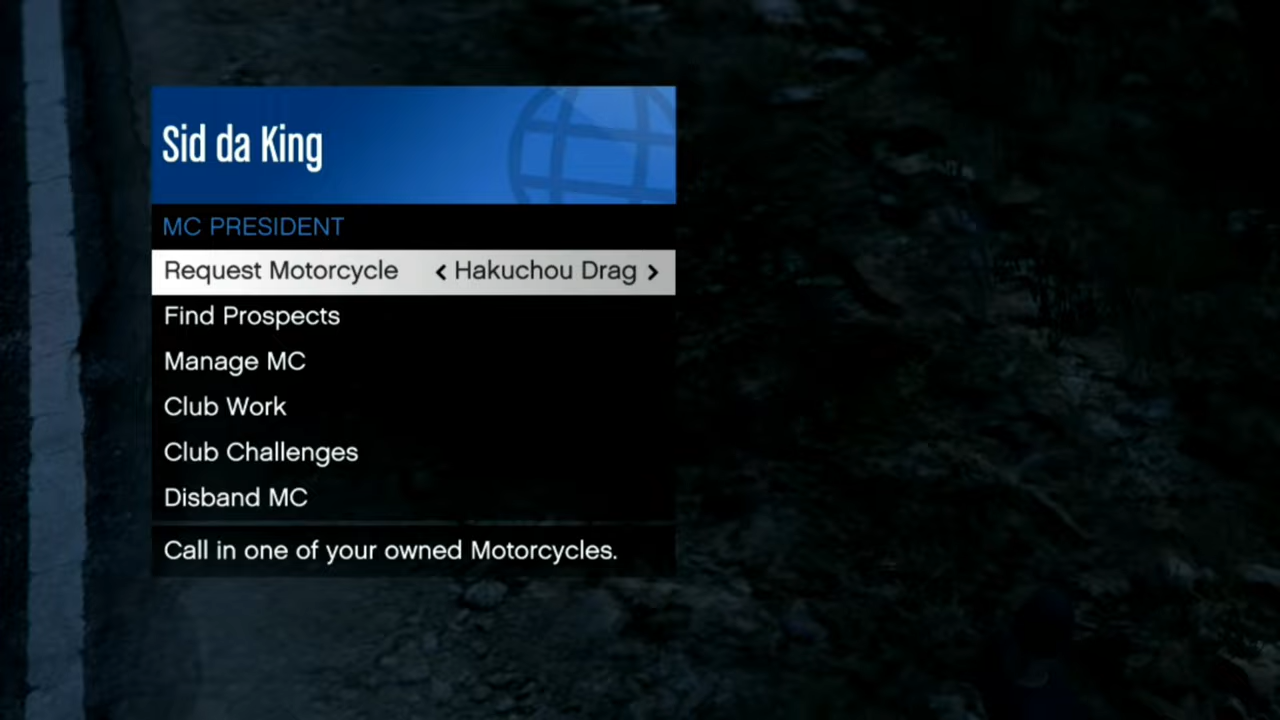 Sid da King
MC PRESIDENT
Request Motorcycle < Hakuchou Drag >
Find Prospects
Manage MC
Club Work
Club Challenges
Disband MC
Call in one of your owned Motorcycles.